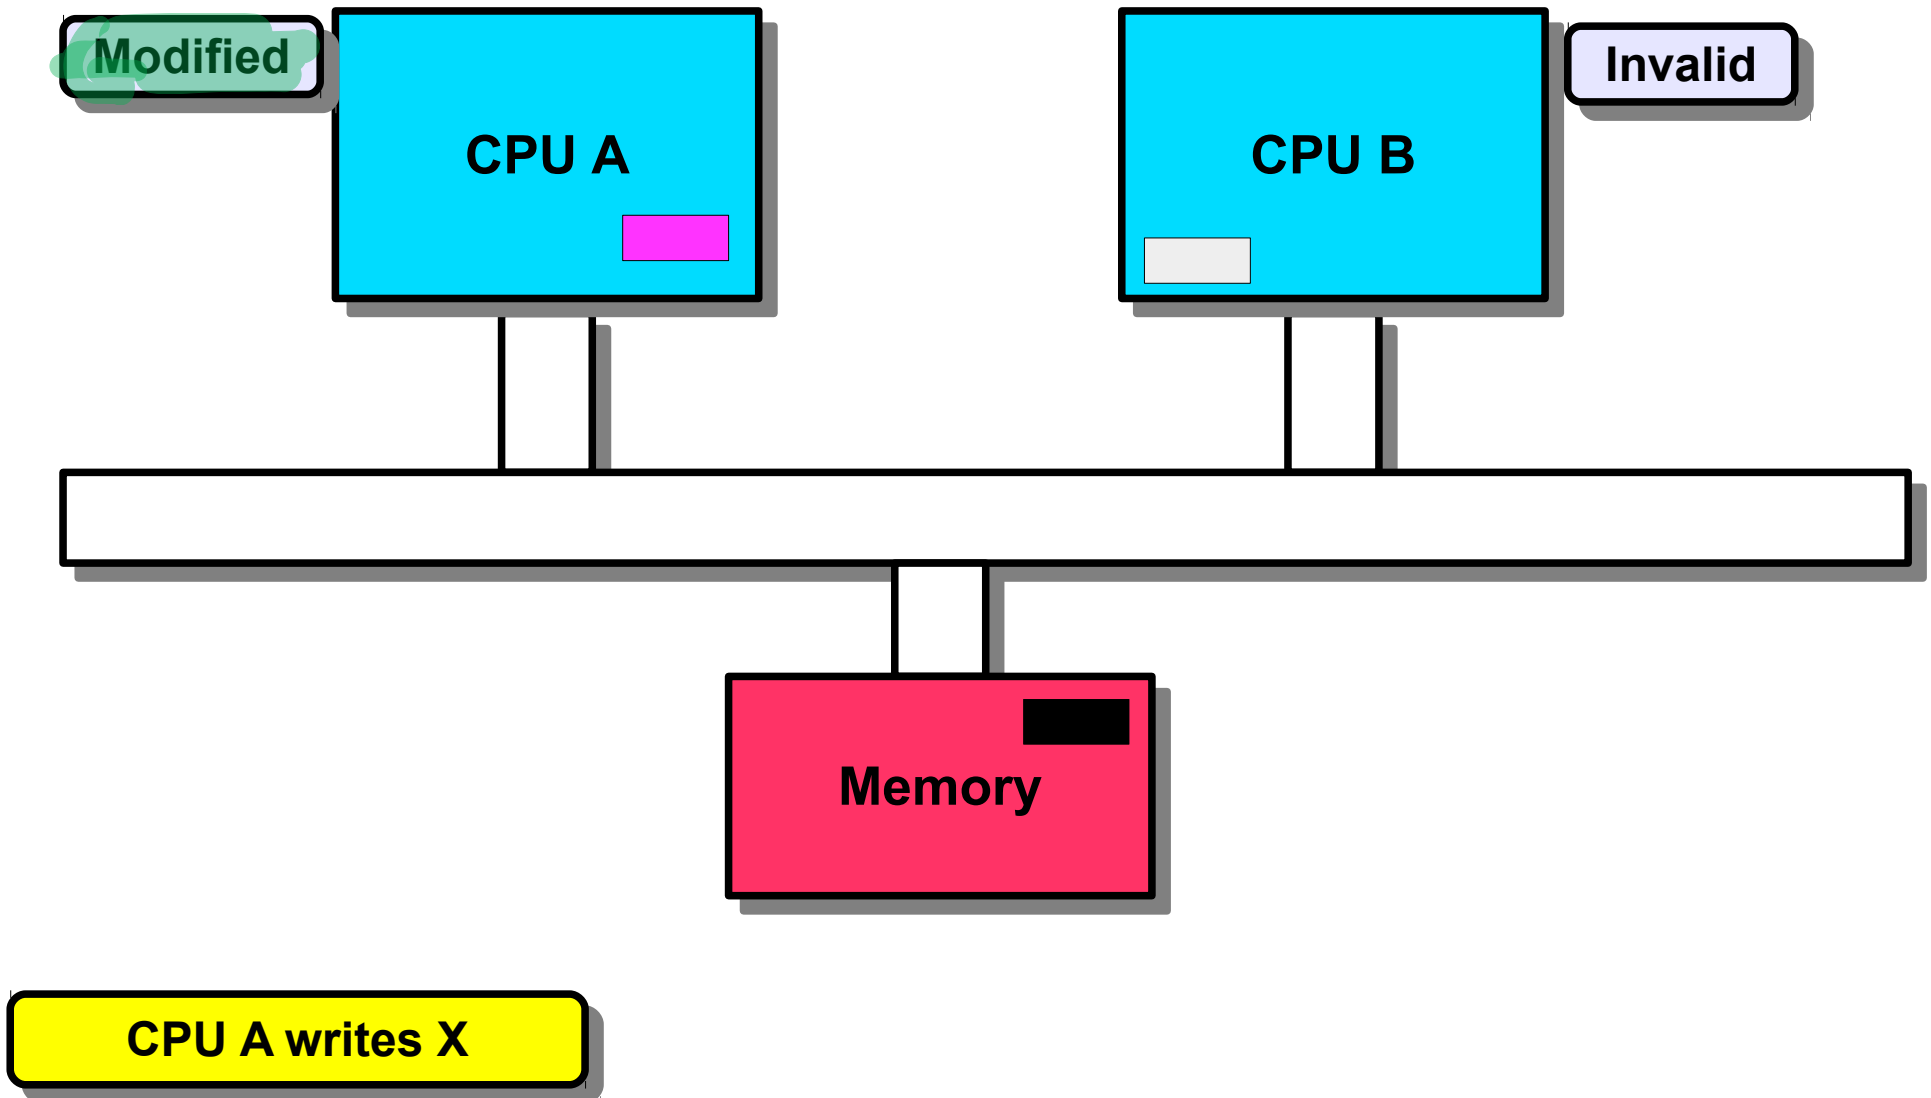 Modified
Invalid
CPU A
CPU B
Memory
CPU A writes X